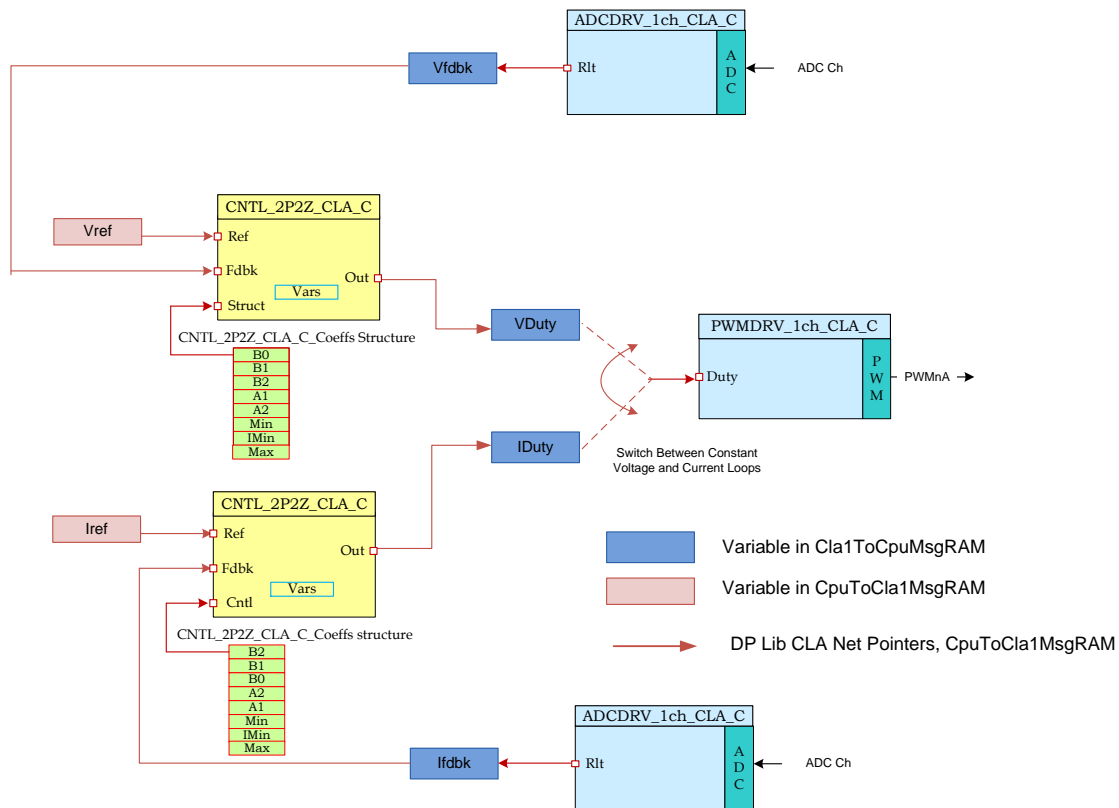 ADCDRV_1ch_CLA_C
Vfdbk
Rlt
A
D
C
ADC Ch
CNTL_2P2Z_CLA_C
Vref
Ref
Fdbk
Out
Vars
Struct
CNTL_2P2Z_CLA_C_Coeffs Structure
B0
B1
B2
A1
A2
Min
IMin
Max
VDuty
PWMDRV_1ch_CLA_C
Duty
P
W
M
PWMnA
IDuty
Switch Between Constant
Voltage and Current Loops
CNTL_2P2Z_CLA_C
Iref
Ref
Out
Fdbk
Vars
Cntl
CNTL_2P2Z_CLA_C_Coeffs structure
B2
B1
B0
A2
A1
Min
IMin
Max
Variable in Cla1ToCpuMsgRAM
Variable in CpuToCla1MsgRAM
DP Lib CLA Net Pointers, CpuToCla1MsgRAM
ADCDRV_1ch_CLA_C
Ifdbk
Rlt
A
D
C
ADC Ch